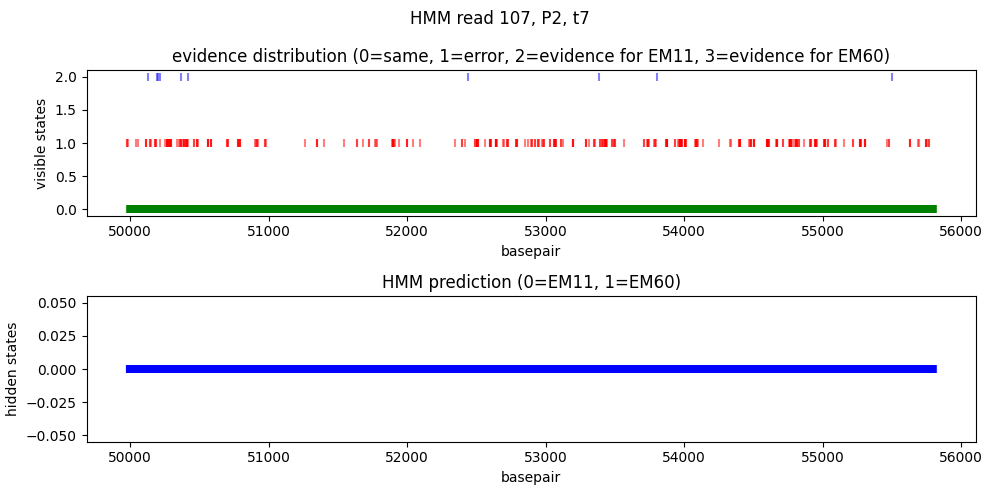 HMM read 107, P2, t7
evidence distribution (0=same, 1=error, 2=evidence for EM11, 3=evidence for EM60)
visible states
2.0
1.5
1.0
0.5
0.0
50000 51000 52000 53000 54000 55000 56000
basepair
HMM prediction (0=EM11, 1=EM60)
hidden states
0.050
0.025
0.000
−0.025
−0.050
50000 51000 52000 53000 54000 55000 56000
basepair